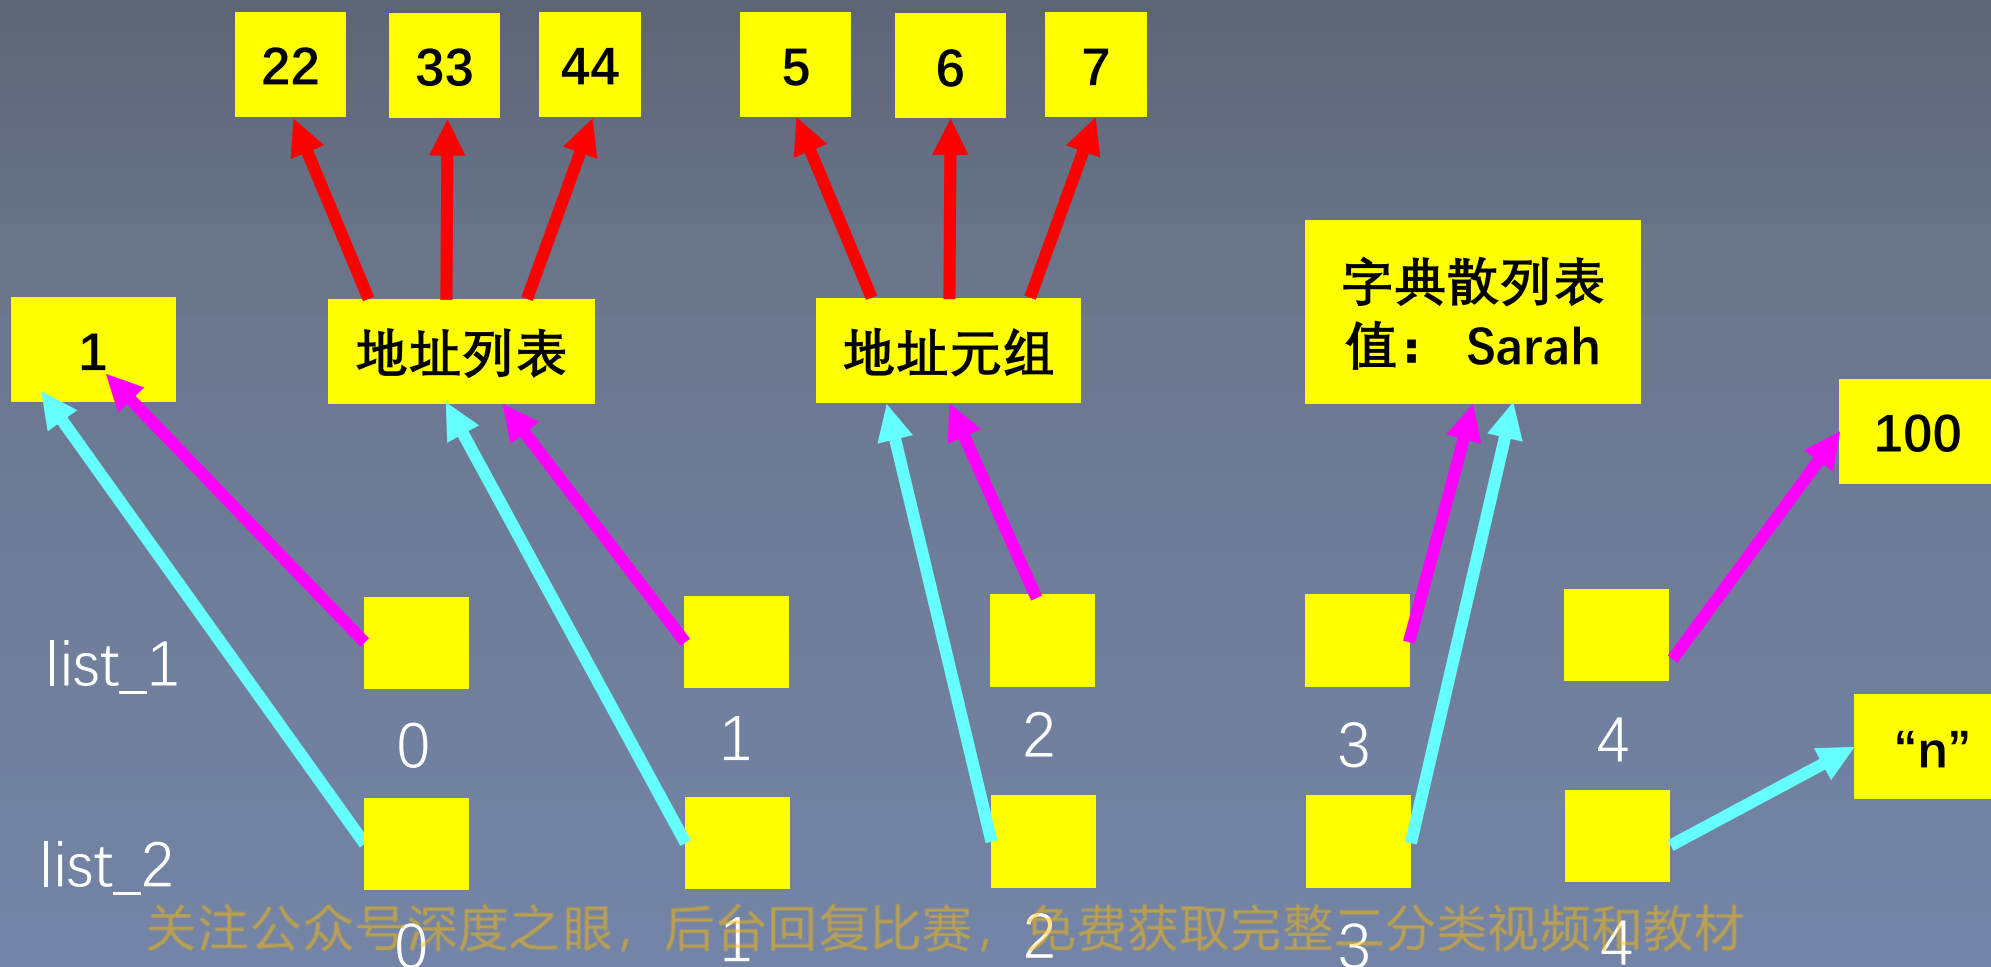 22 33 44 5 6 7
字典散列表
值： Sarah
1 地址列表 地址元组
100
list_1
0 1 2 3 4
“n”
list_2
关注公众号深度之眼，后台回复比赛，免费获取完整二分类视频和教材
0 1 2 3 4